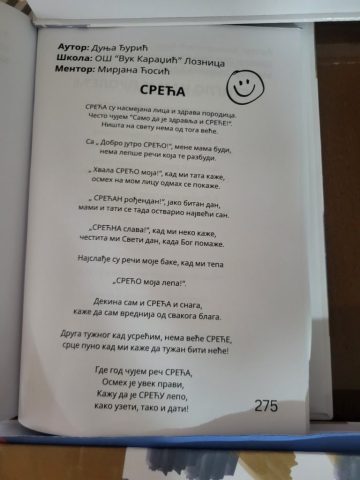 Аутор: Дуња Ђурић
Школа: ОШ "Вук Караџић" Лозница
Ментор: Мирјана Ћосић
СРЕЋА
СРЕЋА су насмејана лица и здрава породица.
Често чујем "Само да је здравља и СРЕЋЕ!".
Ништа на свету нема од тога веће.
Са „ Добро јутро СРЕЋО!", мене мама буди,
нема лепше речи која те разбуди.
„ Хвала СРЕЋО моја!", кад ми тата каже,
осмех на мом лицу одмах се покаже.
„ СРЕЋАН рођендан!", јако битан дан,
мами и тати се тада остварио највећи сан.
„СРЕЋНА слава!", кад ми неко каже,
честита ми Свети дан, када Бог помаже.
Најслађе су речи моје баке, кад ми тепа
„СРЕЋО моја лепа!".
Декина сам и СРЕЋА и снага,
каже да сам вреднија од свакога блага.
Друга тужног кад усрећим, нема веће СРЕЋЕ,
срце пуно кад ми каже да тужан бити неће!
Где год чујем реч СРЕЋА,
Осмех је увек прави,
Кажу да је СРЕЋУ лепо,
како узети, тако и дати!
275